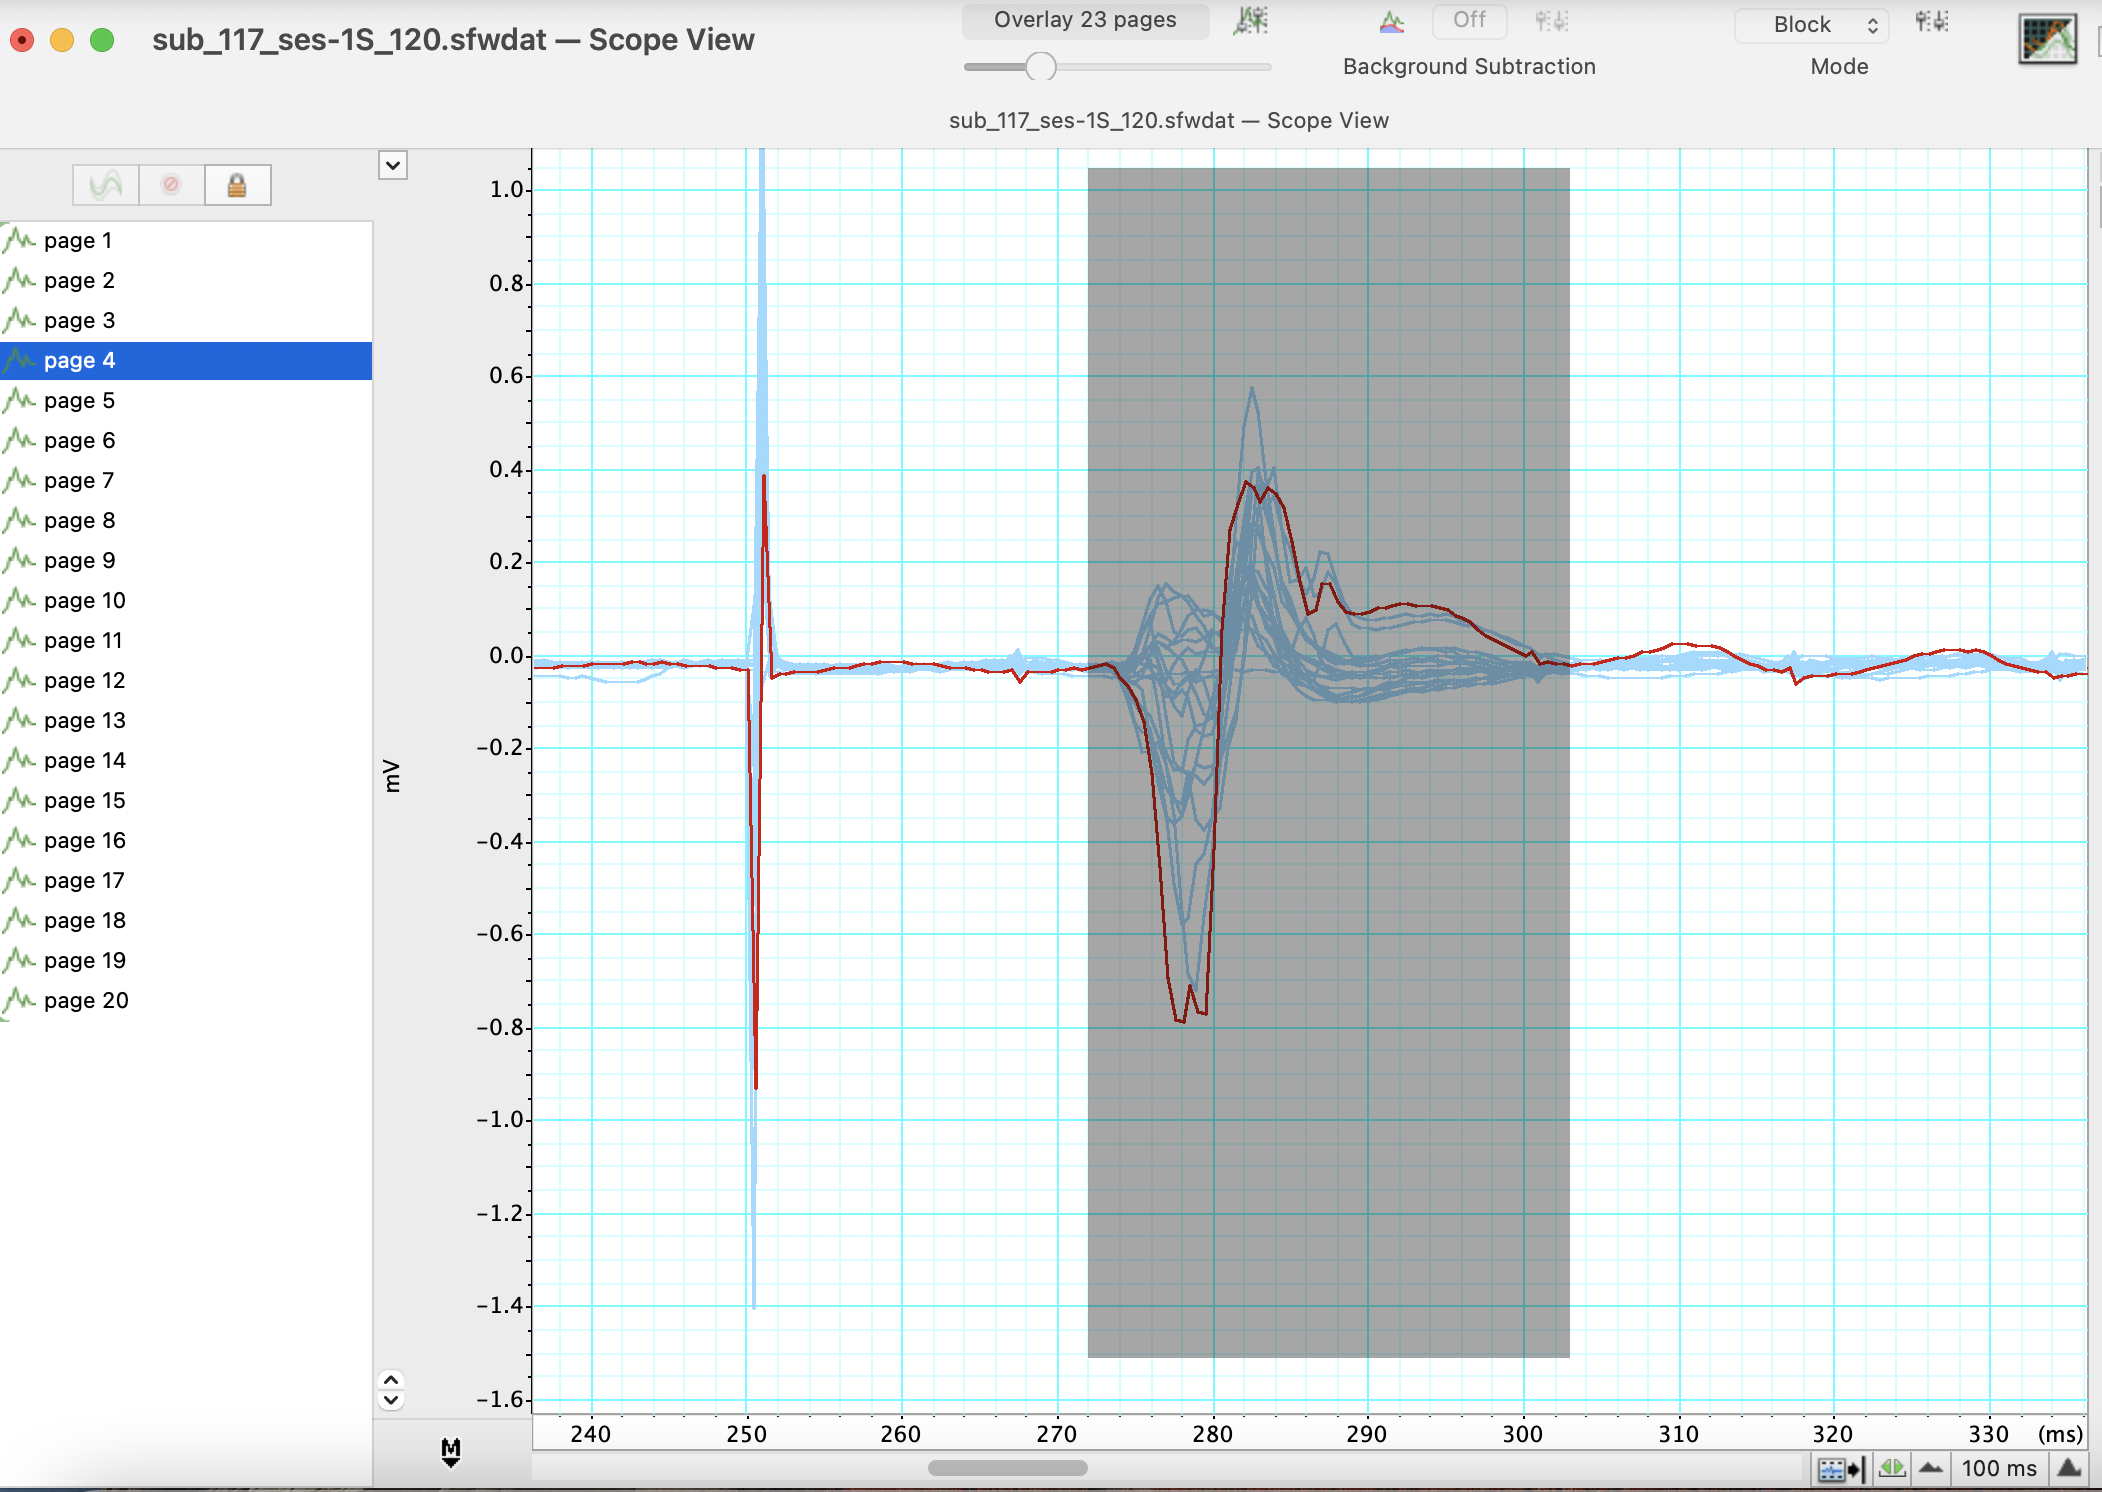 sub_117_ses-1S_120.sfwdat — Scope View
Overlay 23 pages
Off
Background Subtraction
Block
Mode
sub_117_ses-1S_120.sfwdat — Scope View
page 1
page 2
page 3
page 4
page 5
page 6
page 7
page 8
page 9
page 10
page 11
page 12
page 13
page 14
page 15
page 16
page 17
page 18
page 19
page 20
mV
1.0
0.8
0.6
0.4
0.2
0.0
−0.2
−0.4
−0.6
−0.8
−1.0
−1.2
−1.4
−1.6
M
240 250 260 270 280 290 300 310 320 330 (ms)
100 ms